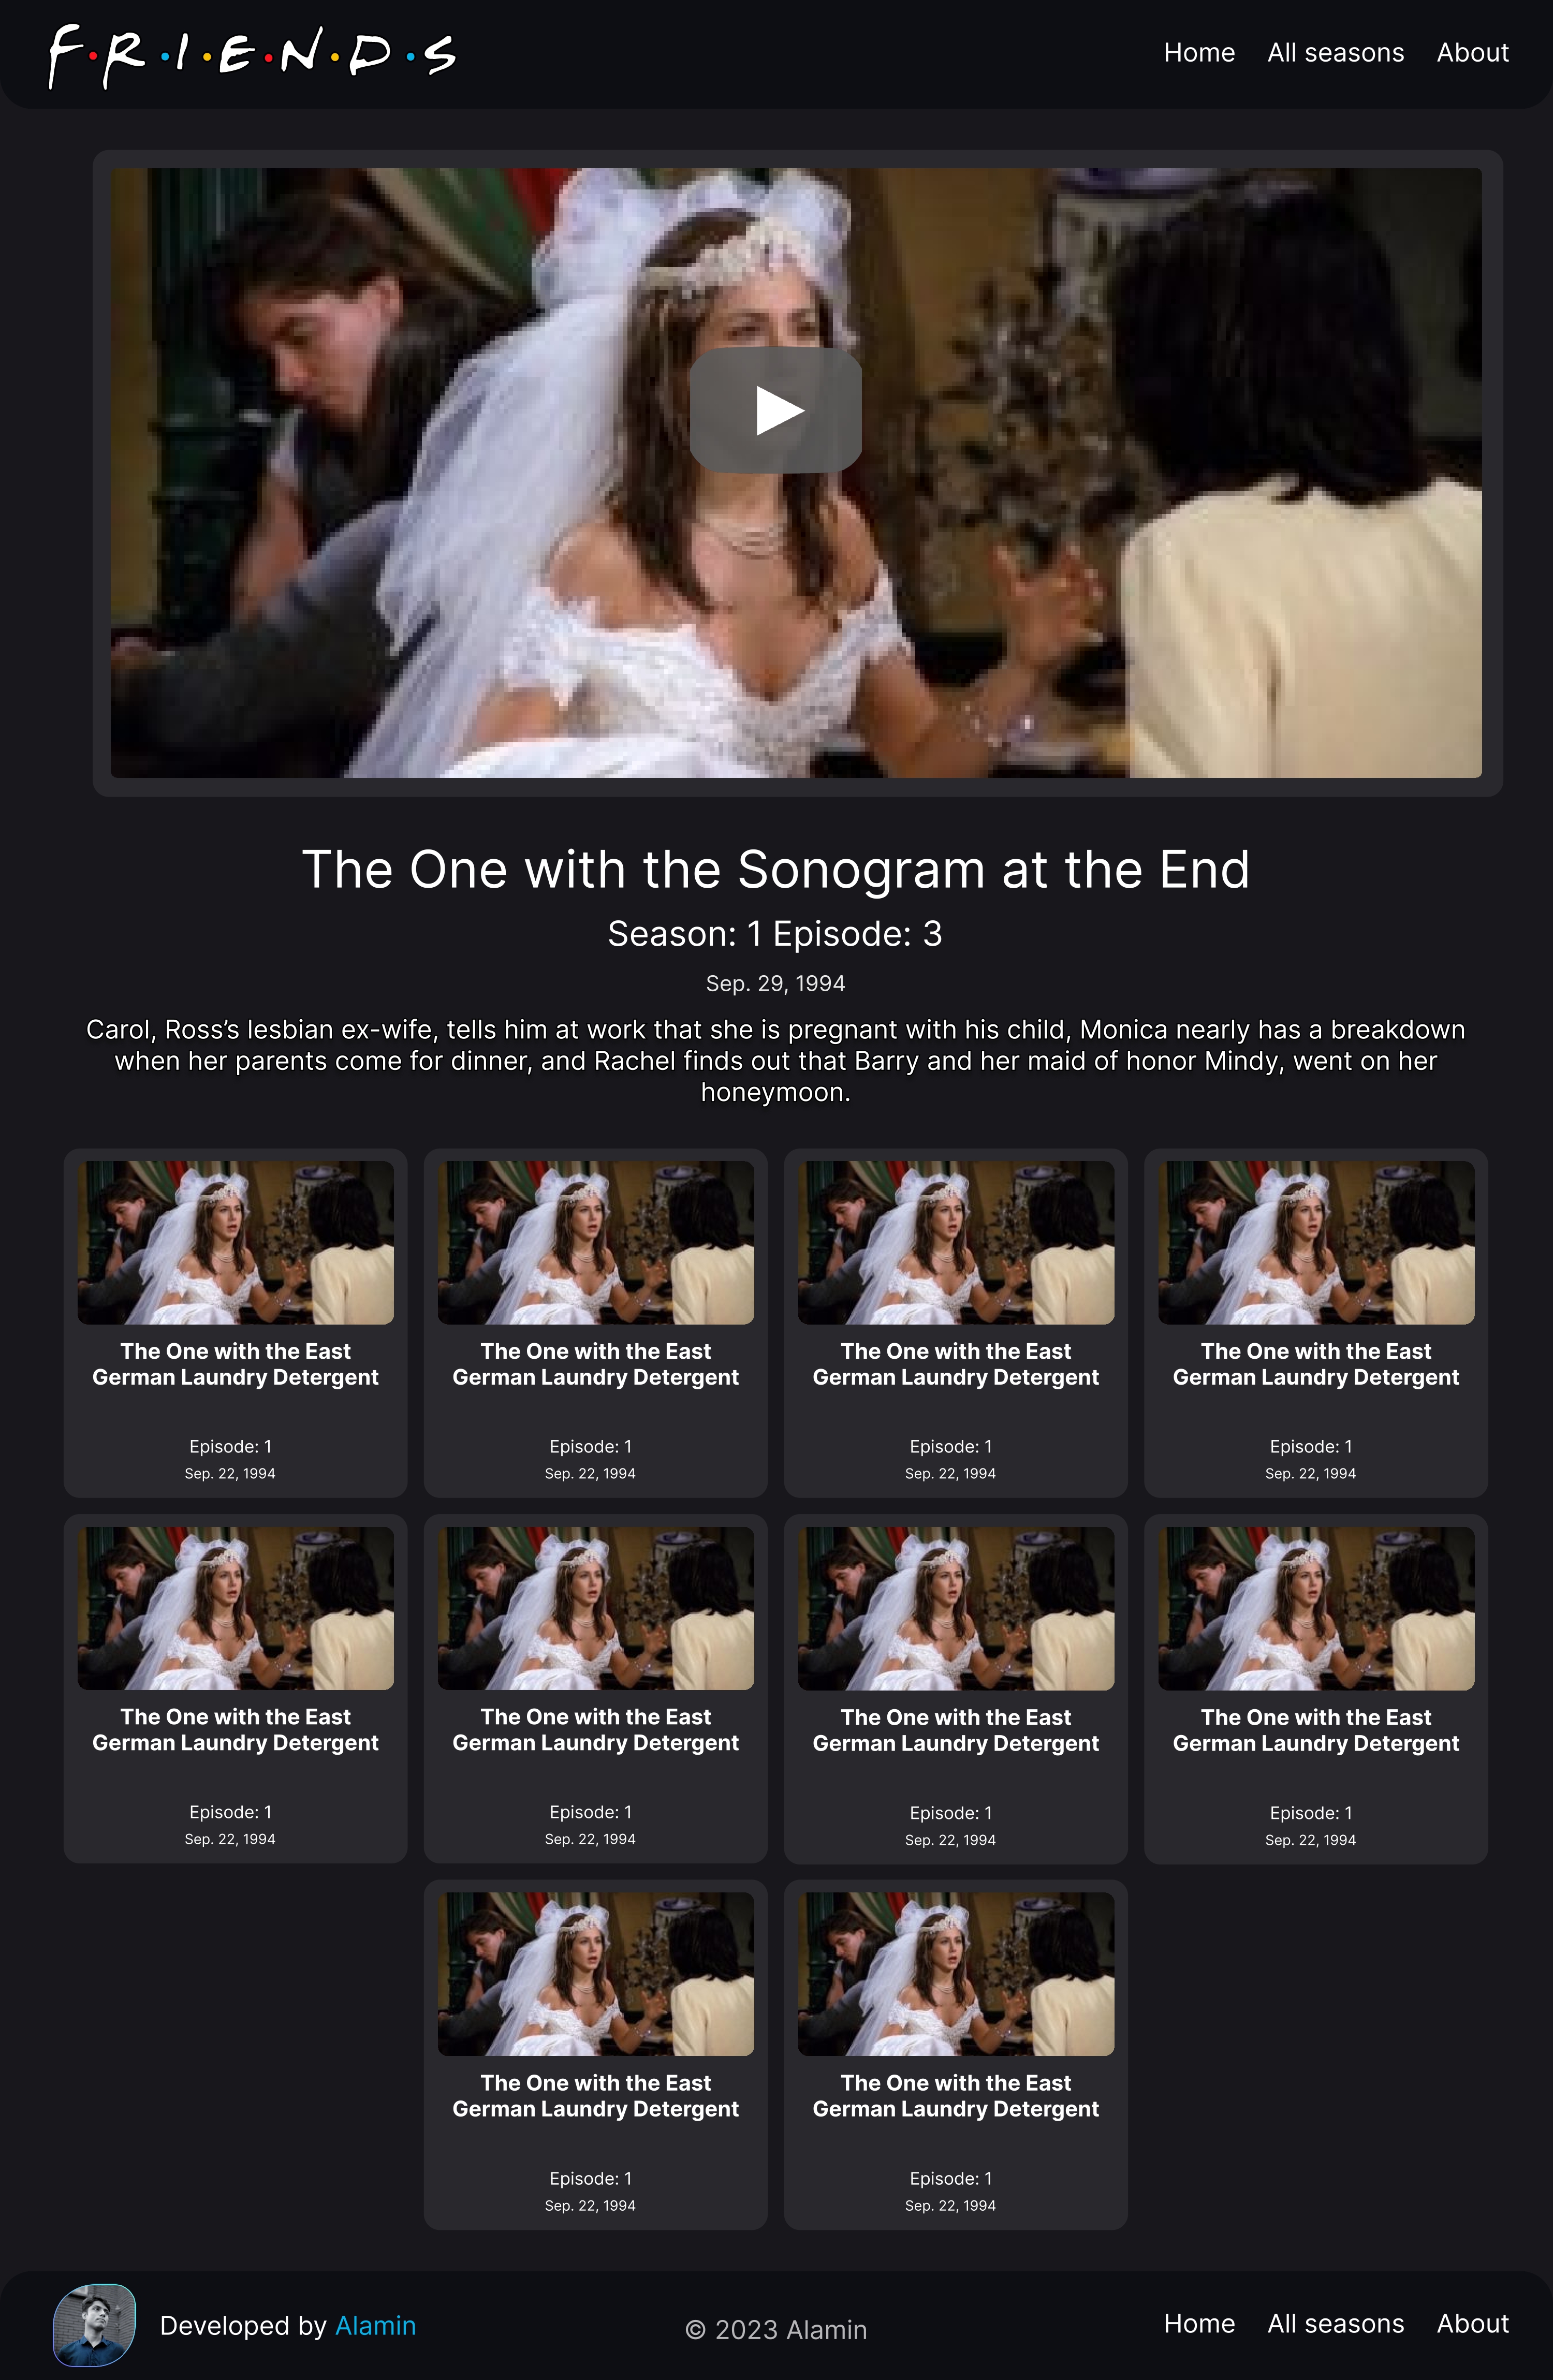 F·R·I·E·N·D·S
Home All seasons About
The One with the Sonogram at the End
Season: 1 Episode: 3
Sep. 29, 1994
Carol, Ross’s lesbian ex-wife, tells him at work that she is pregnant with his child, Monica nearly has a breakdown
when her parents come for dinner, and Rachel finds out that Barry and her maid of honor Mindy, went on her
honeymoon.
The One with the East
German Laundry Detergent
Episode: 1
Sep. 22, 1994
The One with the East
German Laundry Detergent
Episode: 1
Sep. 22, 1994
The One with the East
German Laundry Detergent
Episode: 1
Sep. 22, 1994
The One with the East
German Laundry Detergent
Episode: 1
Sep. 22, 1994
The One with the East
German Laundry Detergent
Episode: 1
Sep. 22, 1994
The One with the East
German Laundry Detergent
Episode: 1
Sep. 22, 1994
The One with the East
German Laundry Detergent
Episode: 1
Sep. 22, 1994
The One with the East
German Laundry Detergent
Episode: 1
Sep. 22, 1994
The One with the East
German Laundry Detergent
Episode: 1
Sep. 22, 1994
The One with the East
German Laundry Detergent
Episode: 1
Sep. 22, 1994
Developed by Alamin
© 2023 Alamin
Home All seasons About